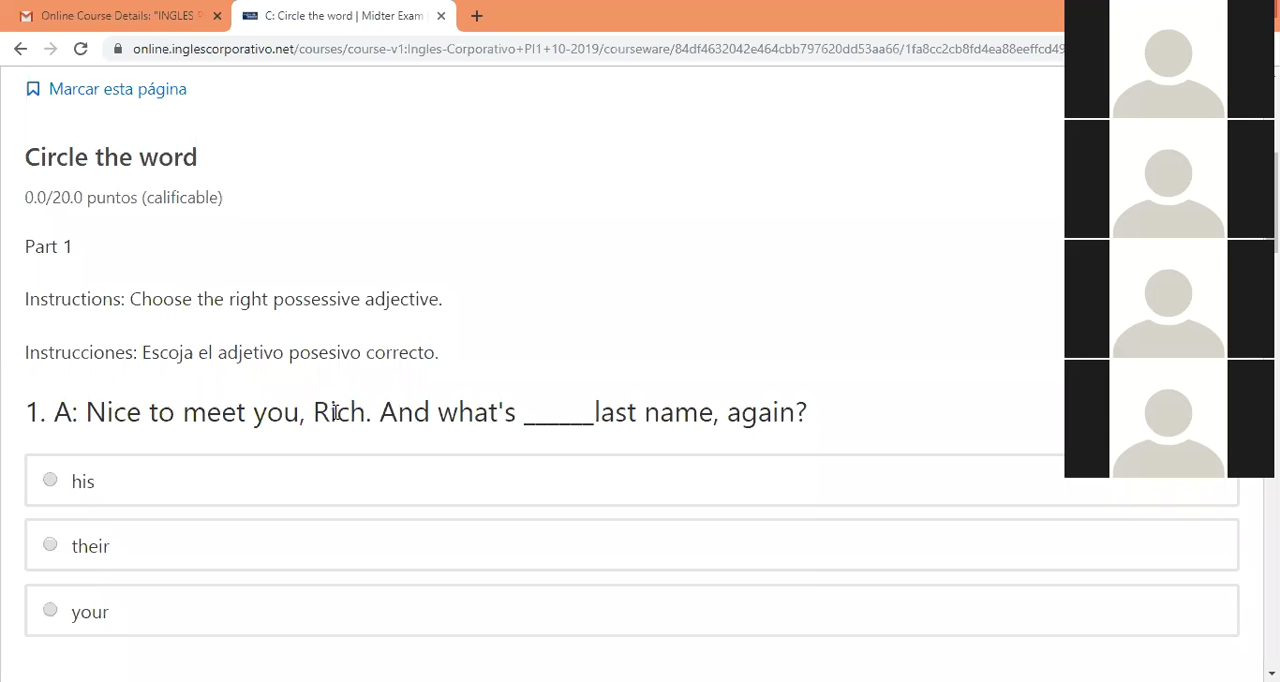 Online Course Details: "INGLES
C: Circle the word | Midter Exam
online.inglescorporativo.net/courses/course-v1:Ingles-Corporativo+PI1+10-2019/courseware/84df4632042e464cbb797620dd53aa66/1fa8cc2cb8fd4ea88eeffcd49
Marcar esta página
Circle the word
0.0/20.0 puntos (calificable)
Part 1
Instructions: Choose the right possessive adjective.
Instrucciones: Escoja el adjetivo posesivo correcto.
1. A: Nice to meet you, Rich. And what's ______last name, again?
his
their
your